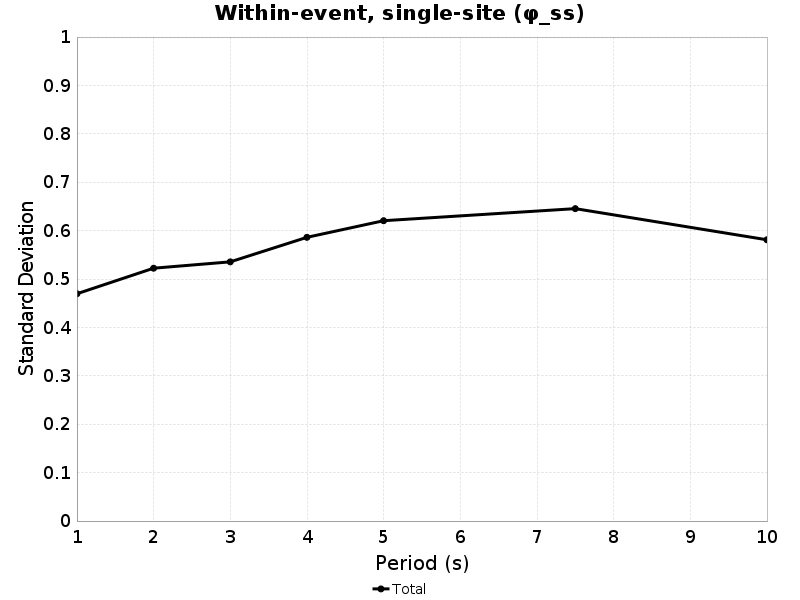 Within-event, single-site (φ_ss)
1
0.9
0.8
0.7
0.6
0.5
0.4
0.3
0.2
0.1
0
Standard Deviation
1 2 3 4 5 6 7 8 9 10
Period (s)
Total